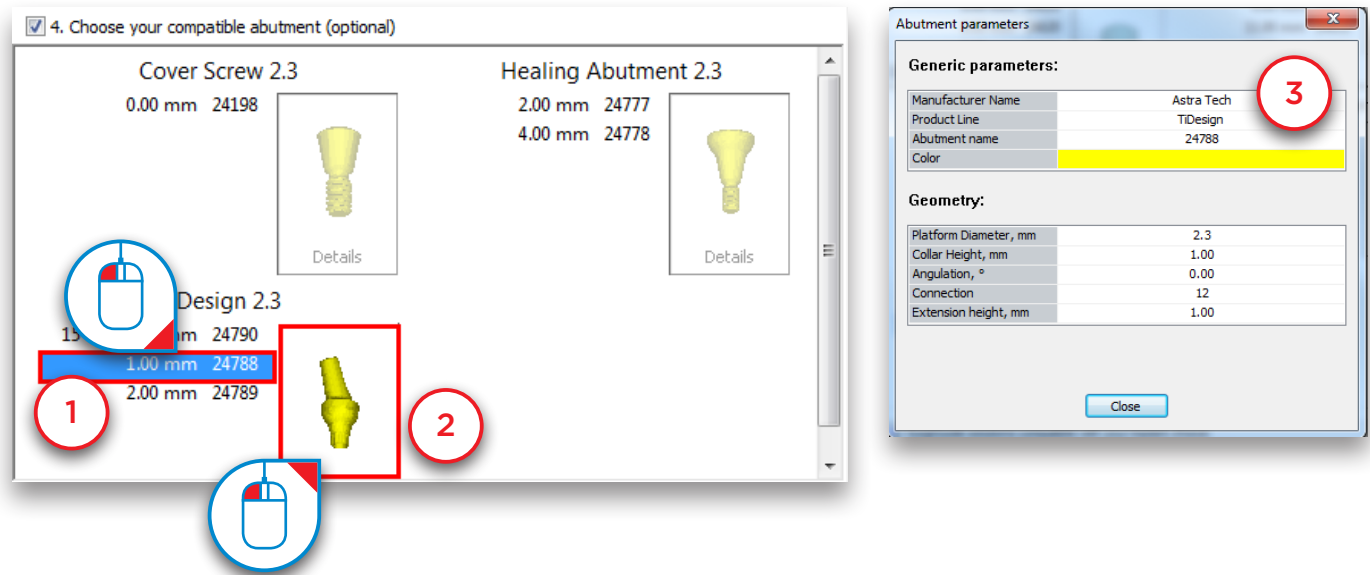 4. Choose your compatible abutment (optional)
Cover Screw 2.3
0.00 mm 24198
Details
Healing Abutment 2.3
2.00 mm 24777
4.00 mm 24778
Details
Design 2.3
15 mm 24790
1.00 mm 24788
2.00 mm 24789
1
2
Abutment parameters
Generic parameters:
3
Manufacturer Name Astra Tech
Product Line TiDesign
Abutment name 24788
Color
Geometry:
Platform Diameter, mm 2.3
Collar Height, mm 1.00
Angulation, ° 0.00
Connection 12
Extension height, mm 1.00
Close